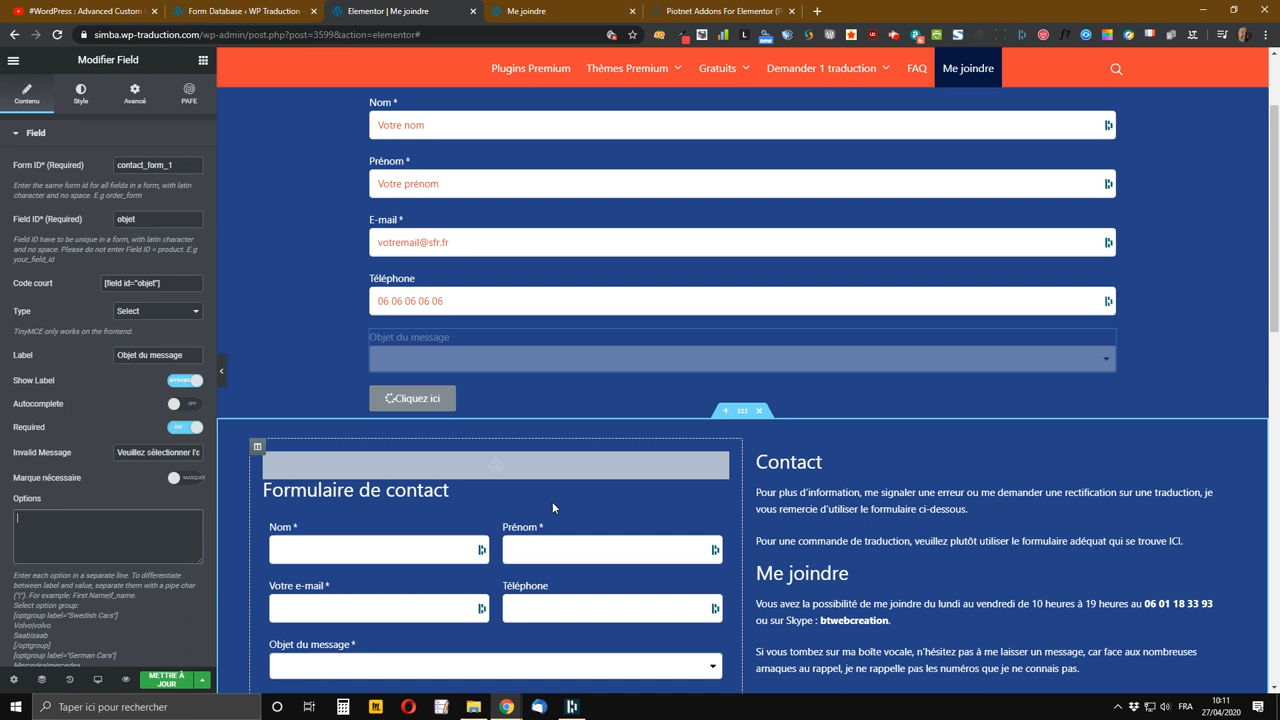 #Wordpress : Advanced Custom
Form Database - Traduction
Elementor | Me joindre
Me joindre - Traduction
Piotnet Addons For Elementor (P
simba-traduction.com/wp-admin/post.php?post=3599&action=elementor#
Modifier Field
Contenu
Style
Avancé
PAFE
Field
Form ID* (Required)
contact_form_1
Enter the same form id for all fields in a form, with latin
character and no space. E.g order_form
Field ID* (Required)
objet
Field ID have to be unique in a form, with latin character
and no space. Please do not enter Field ID = product. E.g
your_field_id
Code court
[field id="objet"]
Type
Select
TinyMCE only works on the frontend.
Label
Objet du message
Show Label
AFFICHER
Autocomplete
OFF
Required
OUI
Invalid Message
Veuillez sélectinner l'o
Marque nécessaire
MASQUER
Options
Enter each option in a separate line. To differentiate
between label and value, separate them with a pipe char
("|"). For example: First Name|f_name.
Select option group:
[optgroup label="Swedish Cars"]
Volvo|volvo
Saab|saab
[/optgroup]
[optgroup label="German Cars"]
Mercedes|mercedes
METTRE À
JOUR
Plugins Premium
Thèmes Premium
Gratuits
Demander 1 traduction
FAQ
Me joindre
Nom *
Votre nom
Prénom *
Votre prénom
E-mail *
votremail@sfr.fr
Téléphone
06 06 06 06 06
Objet du message
Cliquez ici
Formulaire de contact
Nom *
Prénom *
Votre e-mail *
Téléphone
Objet du message *
Contact
Pour plus d'information, me signaler une erreur ou me demander une rectification sur une traduction, je
vous remercie d'utiliser le formulaire ci-dessous.
Pour une commande de traduction, veuillez plutôt utiliser le formulaire adéquat qui se trouve ICI.
Me joindre
Vous avez la possibilité de me joindre du lundi au vendredi de 10 heures à 19 heures au 06 01 18 33 93
ou sur Skype : btwebcreation.
Si vous tombez sur ma boîte vocale, n'hésitez pas à me laisser un message, car face aux nombreuses
arnaques au rappel, je ne rappelle pas les numéros que je ne connais pas.
Taper ici pour rechercher
FRA
10:11
27/04/2020